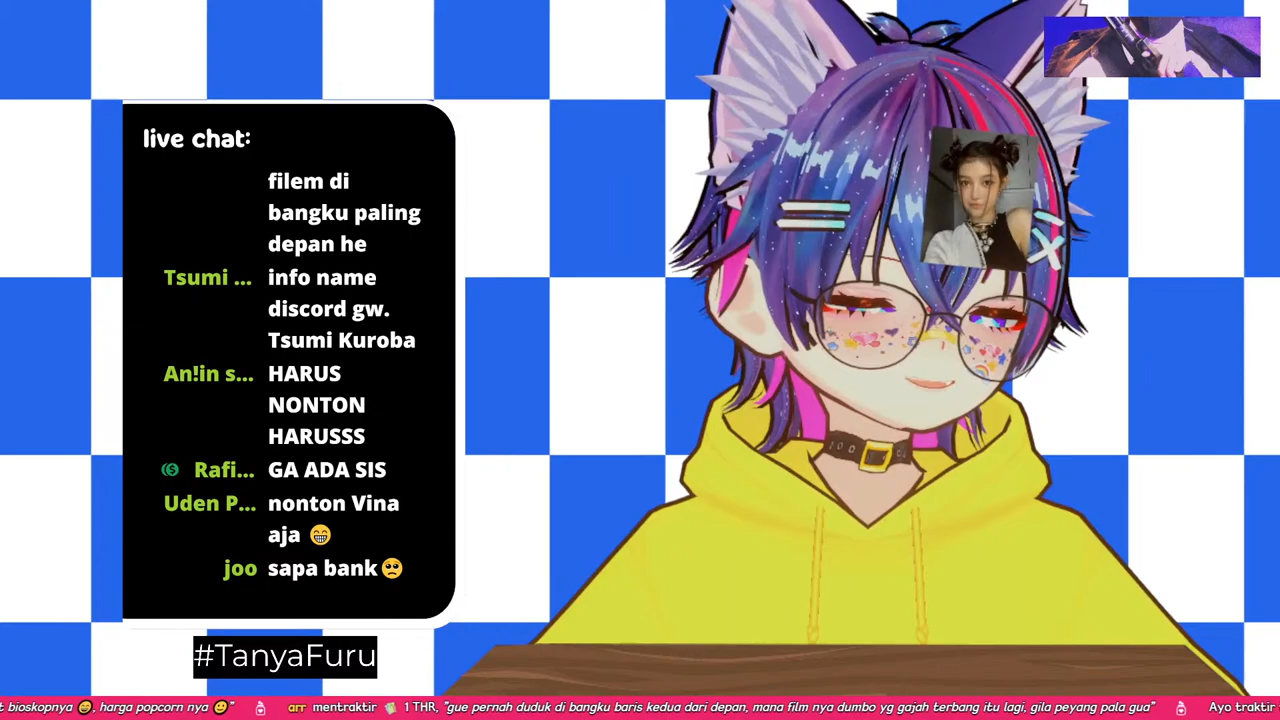 live chat:
filem di
bangku paling
depan he
Tsumi ... info name
discord gw.
Tsumi Kuroba
An!in s... HARUS
NONTON
HARUSSS
Rafi... GA ADA SIS
Uden P... nonton Vina
aja 😁
joo sapa bank🥺
#TanyaFuru
t bioskopnya 😄, harga popcorn nya 😄" arr mentraktir 1 THR, "gue pernah duduk di bangku baris kedua dari depan, mana film nya dumbo yg gajah terbang itu lagi, gila peyang pala gua" Ayo traktir